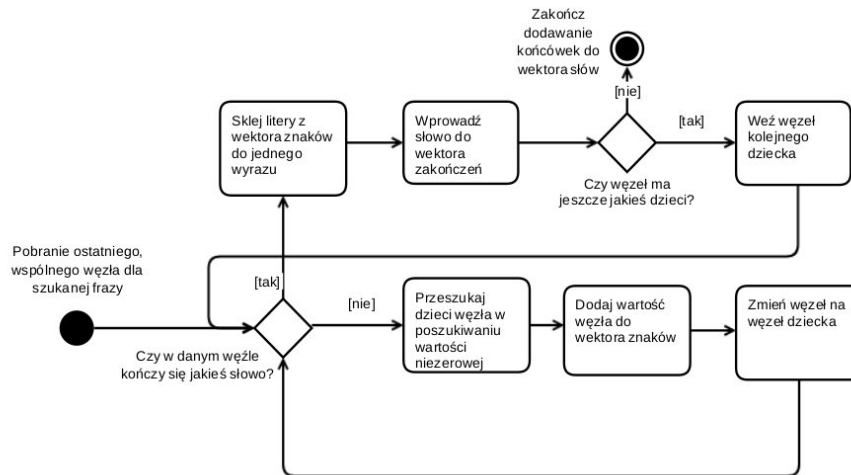 Zakończ
dodawanie
końcówek do
wektora słów
[nie]
Sklej litery z
wektora znaków
do jednego
wyrazu
Wprowadź
słowo do
wektora
zakończeń
[tak]
Weź węzeł
kolejnego
dziecka
Czy węzeł ma
jeszcze jakieś dzieci?
Pobranie ostatniego,
wspólnego węzła dla
szukanej frazy
[tak]
[nie]
Czy w danym węźle
kończy się jakieś słowo?
Przeszukaj
dzieci węzła w
poszukiwaniu
wartości
niezerowej
Dodaj wartość
węzła do
wektora znaków
Zmień węzeł na
węzeł dziecka